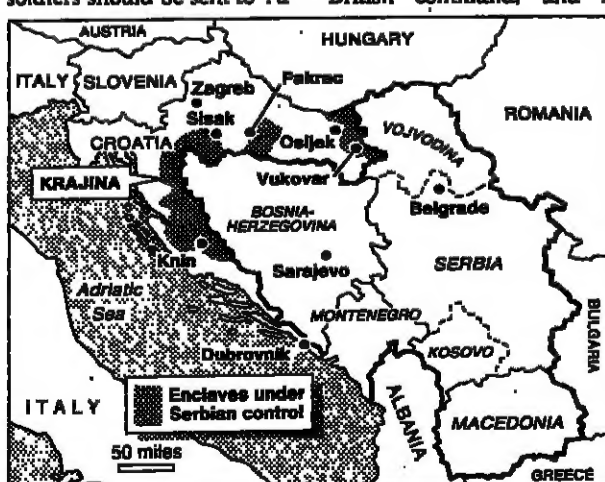 soldiers should be sent to
British command, and
AUSTRIA
HUNGARY
ITALY
SLOVENIA
Zagreb
Pakrac
ROMANIA
Sisak
CROATIA
Osijek
VOJVODINA
KRAJINA
Vukovar
BOSNIA-
HERZEGOVINA
Belgrade
Knin
Sarajevo
SERBIA
Adriatic
Sea
MONTENEGRO
BULGARIA
Dubrovnik
KOSOVO
Enclaves under
Serbian control
ITALY
ALBANIA
MACEDONIA
50 miles
GREECE